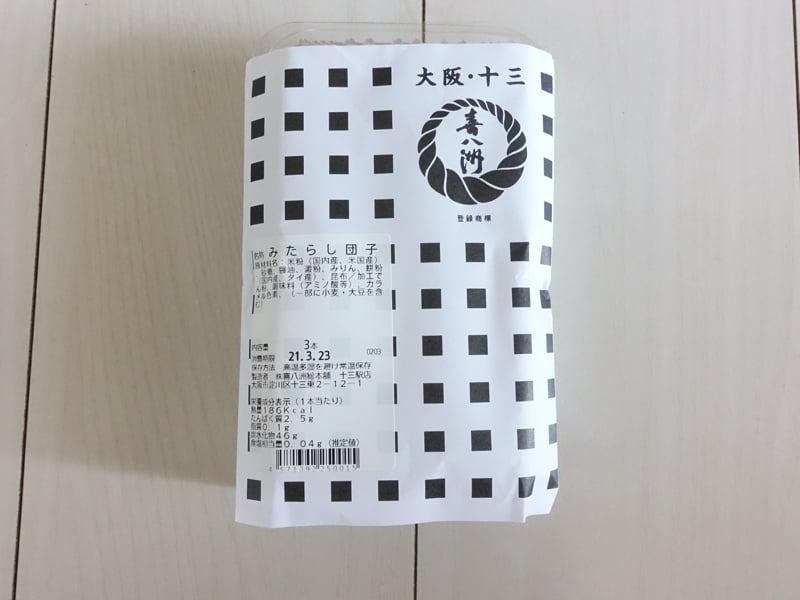 大阪・十三
喜八洲
登録商標
名称 みたらし団子
原材料名：米粉（国内産、米国産）
、砂糖、醤油、澱粉、みりん、餅粉
（国内産、タイ産）、昆布／加工で
ん粉、調味料（アミノ酸等）、カラ
メル色素、（一部に小麦・大豆を含
む）
内容量 3本
消費期限 21.3.23 0203
保存方法 高温多湿を避け常温保存
製造者 ㈱喜八洲総本舗 十三駅店
大阪市淀川区十三東2－12－1
栄養成分表示（1本当たり）
熱量186Kcal
たんぱく質2.5g
脂質0.1g
炭水化物46g
食塩相当量0.04g（推定値）